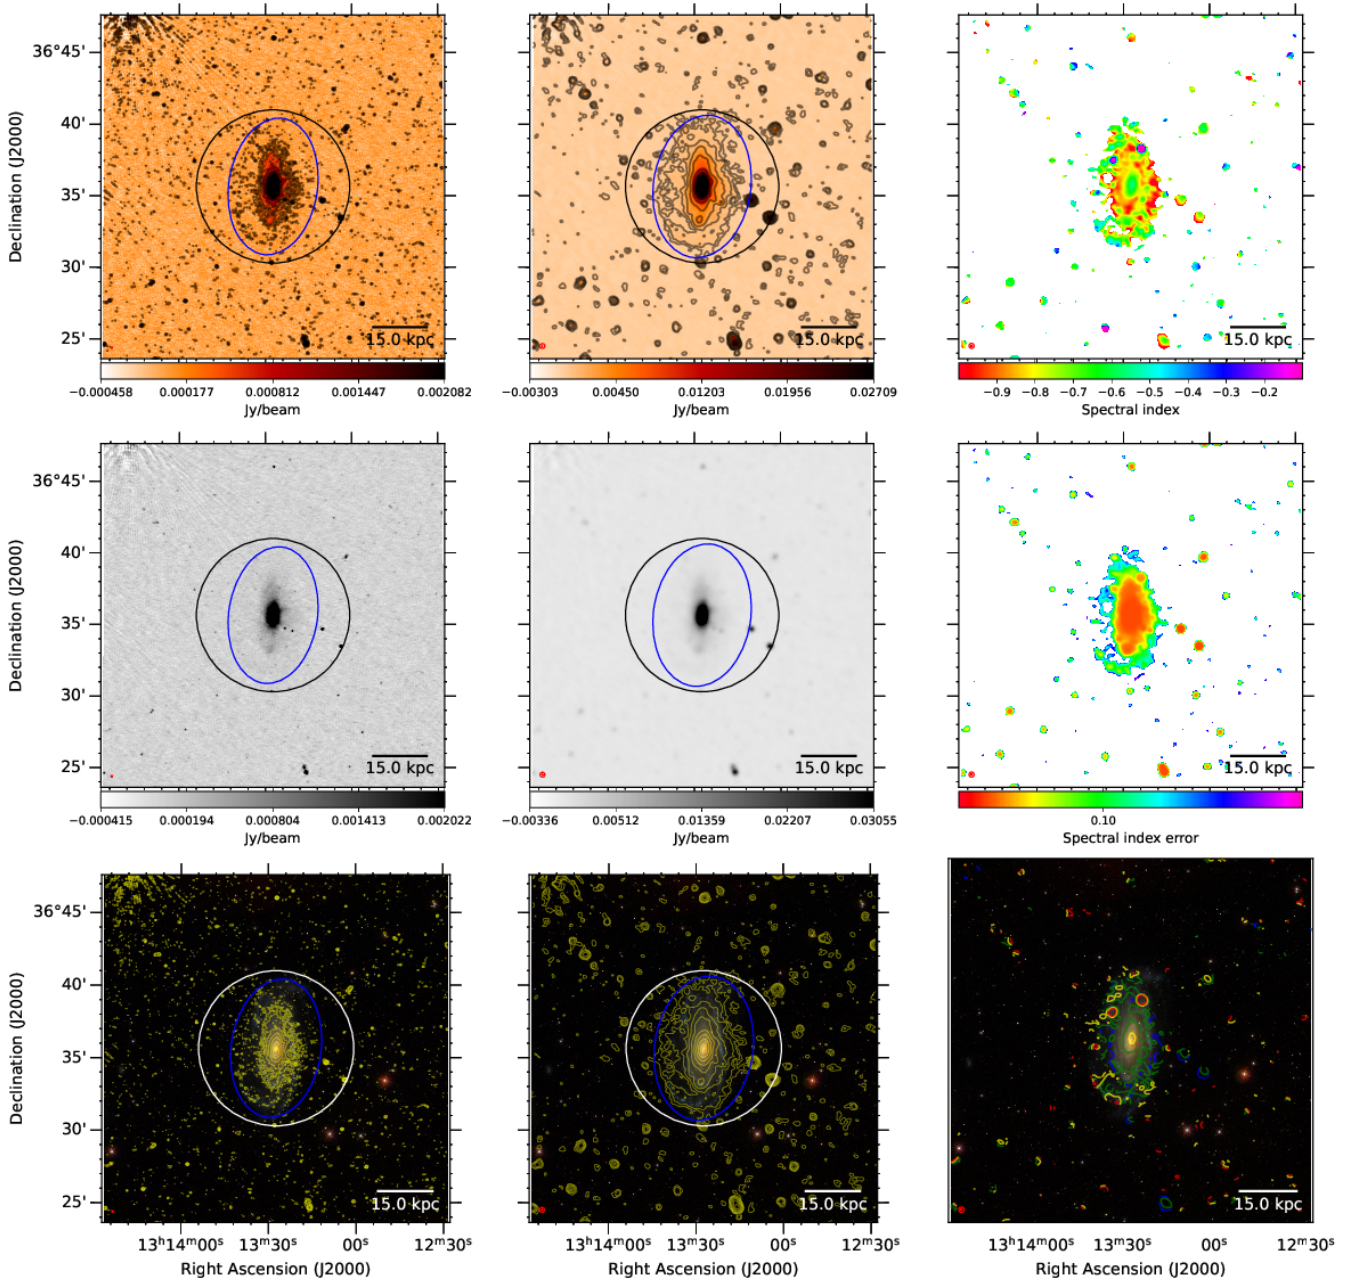 36°45'
40'
35'
30'
25'
Declination (J2000)
15.0 kpc
15.0 kpc
15.0 kpc
−0.000458 0.000177 0.000812 0.001447 0.002082
Jy/beam
−0.00303 0.00450 0.01203 0.01956 0.02709
Jy/beam
−0.9 −0.8 −0.7 −0.6 −0.5 −0.4 −0.3 −0.2
Spectral index
36°45'
40'
35'
30'
25'
Declination (J2000)
15.0 kpc
15.0 kpc
15.0 kpc
−0.000415 0.000194 0.000804 0.001413 0.002022
Jy/beam
−0.00336 0.00512 0.01359 0.02207 0.03055
Jy/beam
0.10
Spectral index error
36°45'
40'
35'
30'
25'
Declination (J2000)
15.0 kpc
15.0 kpc
15.0 kpc
13ʰ14ᵐ00ˢ 13ᵐ30ˢ 00ˢ 12ᵐ30ˢ
Right Ascension (J2000)
13ʰ14ᵐ00ˢ 13ᵐ30ˢ 00ˢ 12ᵐ30ˢ
Right Ascension (J2000)
13ʰ14ᵐ00ˢ 13ᵐ30ˢ 00ˢ 12ᵐ30ˢ
Right Ascension (J2000)